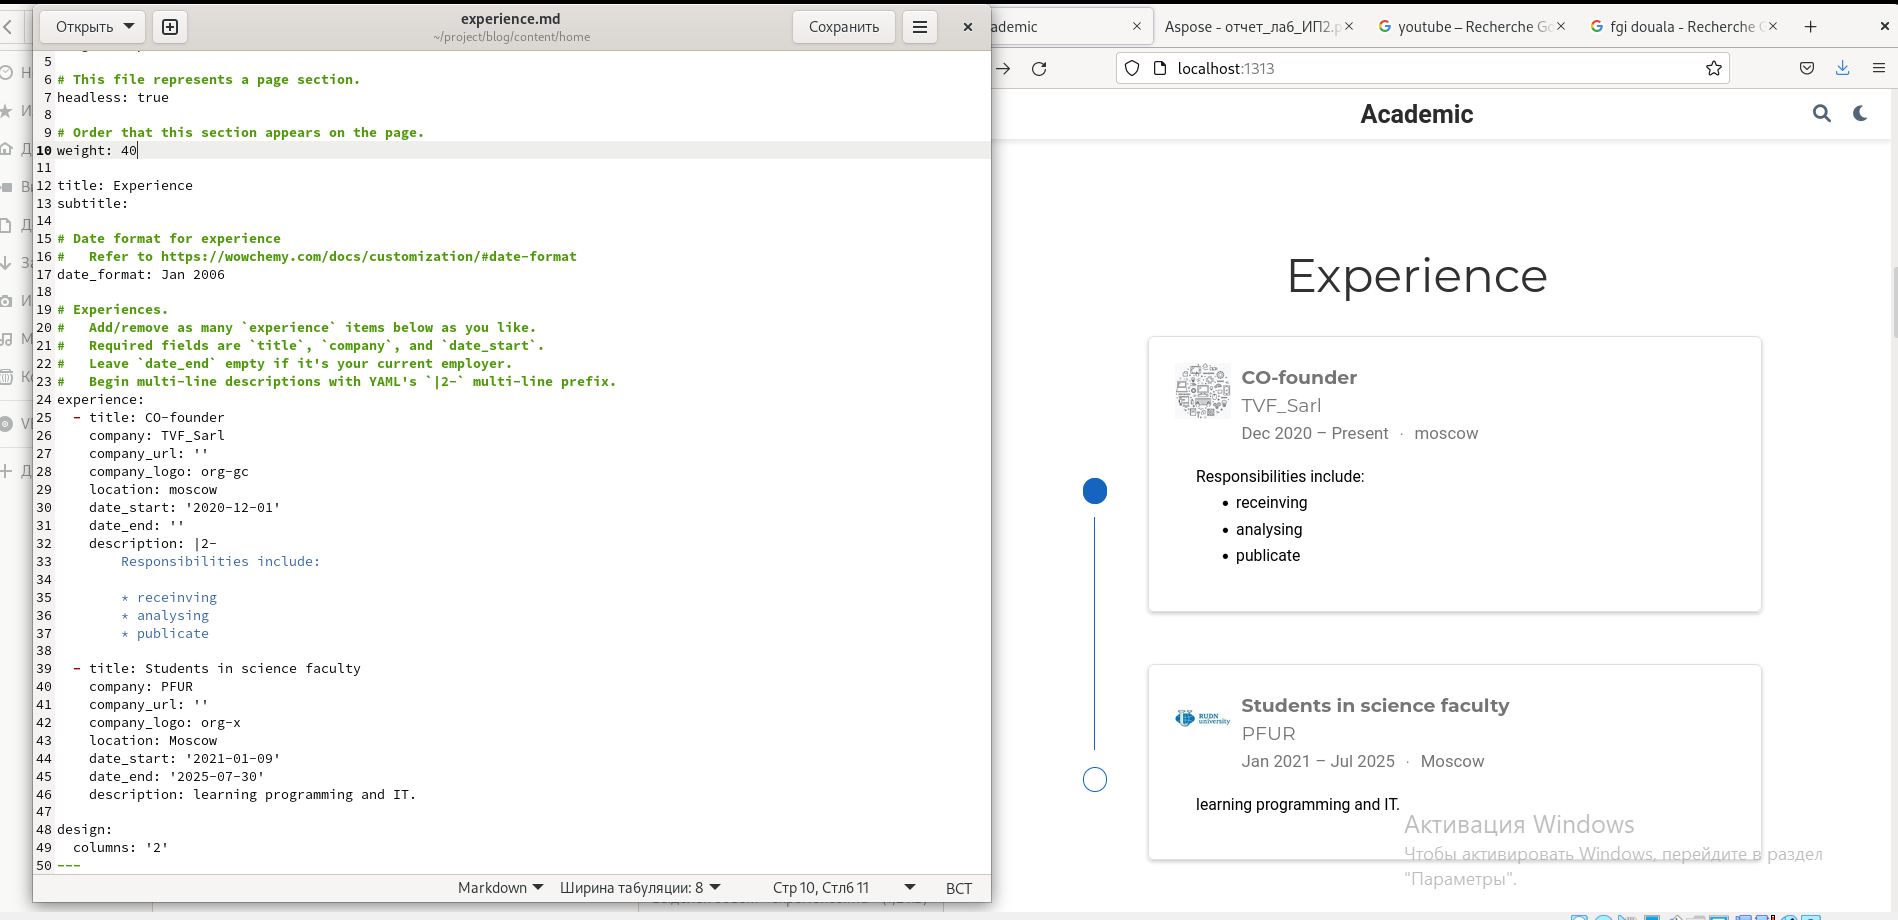 Открыть
experience.md
~/project/blog/content/home
Сохранить
5
6 # This file represents a page section.
7 headless: true
8
9 # Order that this section appears on the page.
10 weight: 40
11
12 title: Experience
13 subtitle:
14
15 # Date format for experience
16 #   Refer to https://wowchemy.com/docs/customization/#date-format
17 date_format: Jan 2006
18
19 # Experiences.
20 #   Add/remove as many `experience` items below as you like.
21 #   Required fields are `title`, `company`, and `date_start`.
22 #   Leave `date_end` empty if it's your current employer.
23 #   Begin multi-line descriptions with YAML's `|2-` multi-line prefix.
24 experience:
25   - title: CO-founder
26     company: TVF_Sarl
27     company_url: ''
28     company_logo: org-gc
29     location: moscow
30     date_start: '2020-12-01'
31     date_end: ''
32     description: |2-
33         Responsibilities include:
34
35         * receinving
36         * analysing
37         * publicate
38
39   - title: Students in science faculty
40     company: PFUR
41     company_url: ''
42     company_logo: org-x
43     location: Moscow
44     date_start: '2021-01-09'
45     date_end: '2025-07-30'
46     description: learning programming and IT.
47
48 design:
49   columns: '2'
50 ---
Markdown
Ширина табуляции: 8
Стр 10, Стлб 11
ВСТ
ademic
Aspose - отчет_лаб_ИП2.p
youtube – Recherche Go
fgi douala - Recherche G
localhost:1313
Academic
Experience
CO-founder
TVF_Sarl
Dec 2020 – Present · moscow
Responsibilities include:
• receinving
• analysing
• publicate
RUDN university
Students in science faculty
PFUR
Jan 2021 – Jul 2025 · Moscow
learning programming and IT.
Активация Windows
Чтобы активировать Windows, перейдите в раздел
"Параметры".